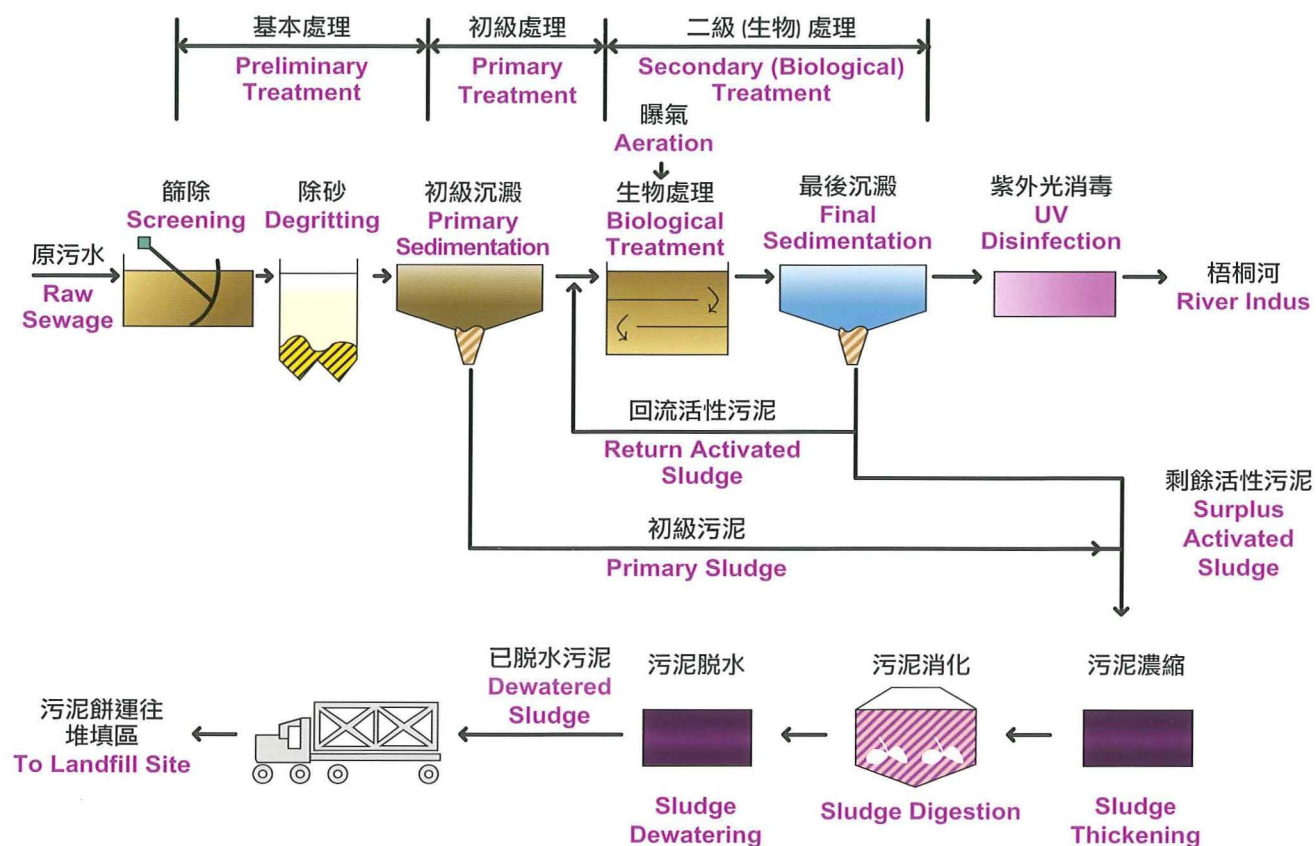 基本處理
Preliminary
Treatment
初級處理
Primary
Treatment
二級 (生物) 處理
Secondary (Biological)
Treatment
曝氣
Aeration
原污水
Raw
Sewage
篩除
Screening
除砂
Degritting
初級沉澱
Primary
Sedimentation
生物處理
Biological
Treatment
最後沉澱
Final
Sedimentation
紫外光消毒
UV
Disinfection
梧桐河
River Indus
回流活性污泥
Return Activated
Sludge
初級污泥
Primary Sludge
剩餘活性污泥
Surplus
Activated
Sludge
污泥餅運往
堆填區
To Landfill Site
已脫水污泥
Dewatered
Sludge
污泥脫水
Sludge
Dewatering
污泥消化
Sludge Digestion
污泥濃縮
Sludge
Thickening